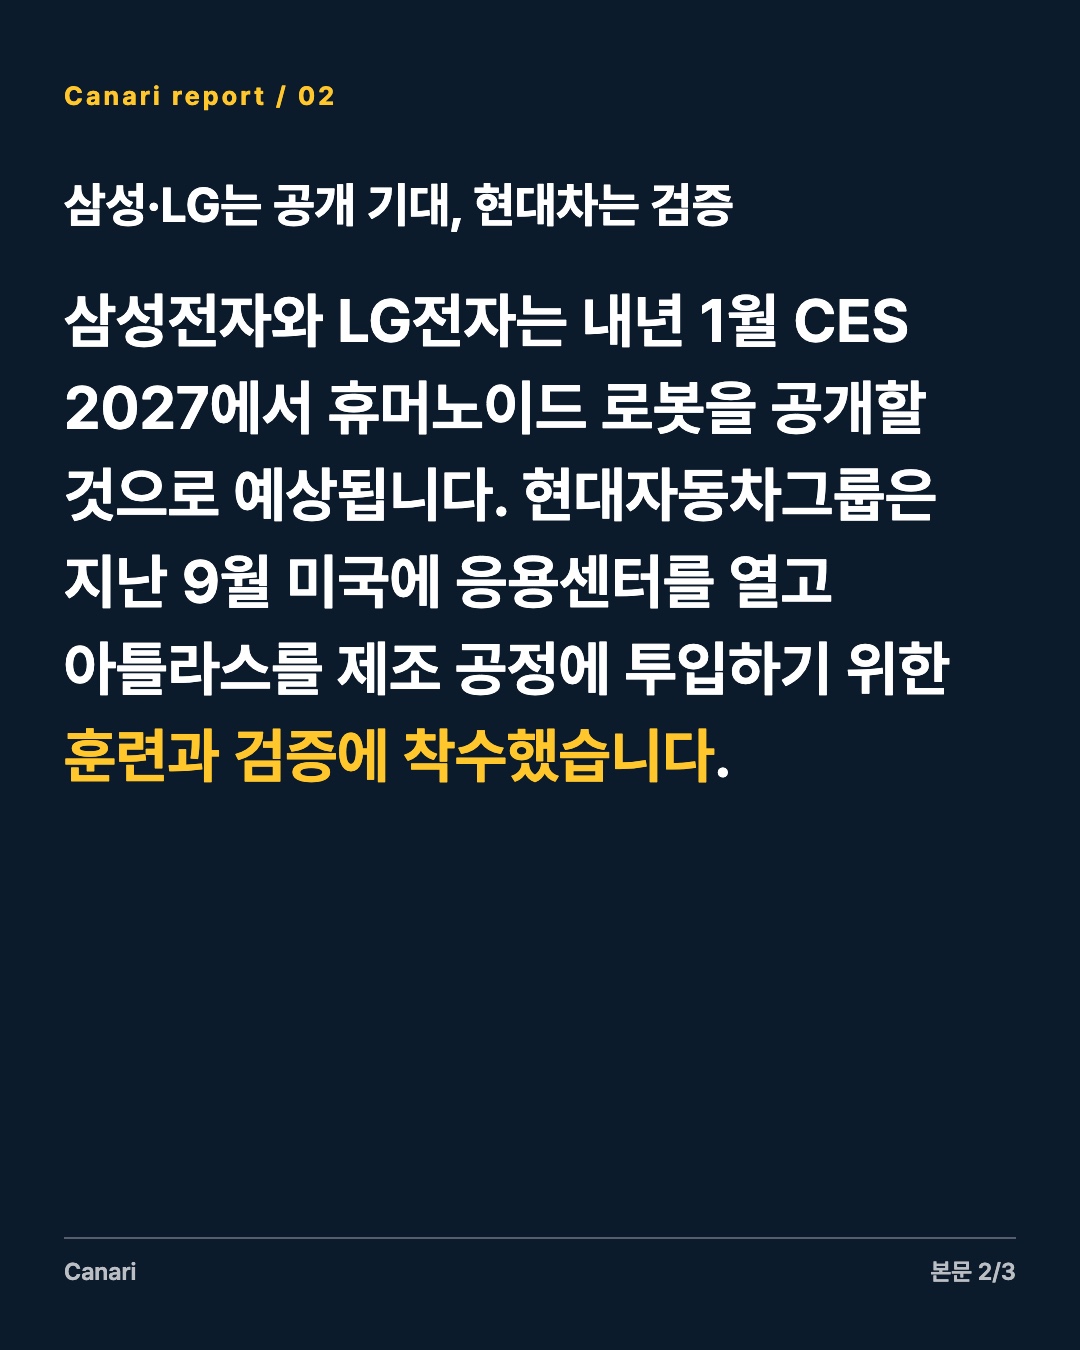 Canari report / 02
삼성·LG는 공개 기대, 현대차는 검증
삼성전자와 LG전자는 내년 1월 CES
2027에서 휴머노이드 로봇을 공개할
것으로 예상됩니다. 현대자동차그룹은
지난 9월 미국에 응용센터를 열고
아틀라스를 제조 공정에 투입하기 위한
훈련과 검증에 착수했습니다.
Canari
본문 2/3